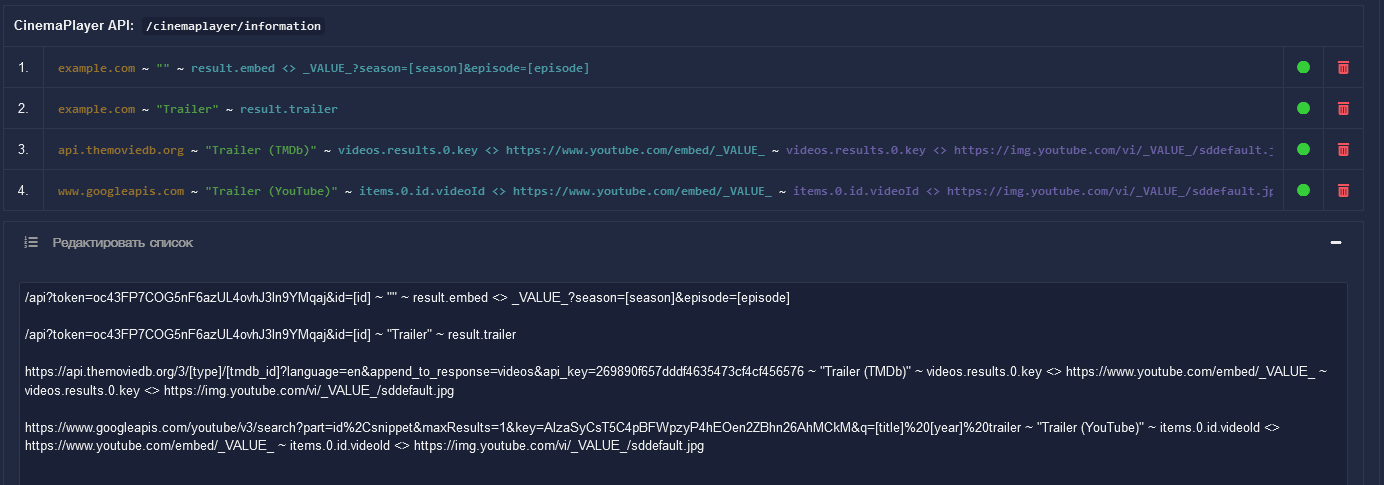 CinemaPlayer API: /cinemaplayer/information
1. example.com ~ "" ~ result.embed <> _VALUE_?season=[season]&episode=[episode]
2. example.com ~ "Trailer" ~ result.trailer
3. api.themoviedb.org ~ "Trailer (TMDb)" ~ videos.results.0.key <> https://www.youtube.com/embed/_VALUE_ ~ videos.results.0.key <> https://img.youtube.com/vi/_VALUE_/sddefault.j
4. www.googleapis.com ~ "Trailer (YouTube)" ~ items.0.id.videoId <> https://www.youtube.com/embed/_VALUE_ ~ items.0.id.videoId <> https://img.youtube.com/vi/_VALUE_/sddefault.jp
Редактировать список
/api?token=oc43FP7COG5nF6azUL4ovhJ3ln9YMqaj&id=[id] ~ "" ~ result.embed <> _VALUE_?season=[season]&episode=[episode]
/api?token=oc43FP7COG5nF6azUL4ovhJ3ln9YMqaj&id=[id] ~ "Trailer" ~ result.trailer
https://api.themoviedb.org/3/[type]/[tmdb_id]?language=en&append_to_response=videos&api_key=269890f657dddf4635473cf4cf456576 ~ "Trailer (TMDb)" ~ videos.results.0.key <> https://www.youtube.com/embed/_VALUE_ ~
videos.results.0.key <> https://img.youtube.com/vi/_VALUE_/sddefault.jpg
https://www.googleapis.com/youtube/v3/search?part=id%2Csnippet&maxResults=1&key=AIzaSyCsT5C4pBFWpzyP4hEOen2ZBhn26AhMCkM&q=[title]%20[year]%20trailer ~ "Trailer (YouTube)" ~ items.0.id.videoId <>
https://www.youtube.com/embed/_VALUE_ ~ items.0.id.videoId <> https://img.youtube.com/vi/_VALUE_/sddefault.jpg